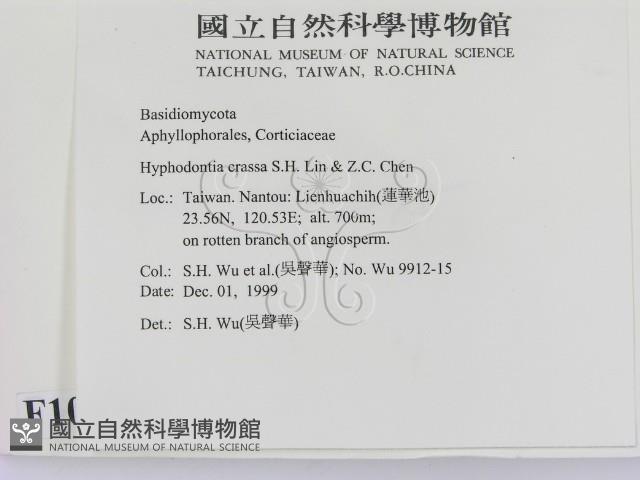 國立自然科學博物館
NATIONAL MUSEUM OF NATURAL SCIENCE
TAICHUNG, TAIWAN, R.O.CHINA
Basidiomycota
Aphyllophorales, Corticiaceae
Hyphodontia crassa S.H. Lin & Z.C. Chen
Loc.: Taiwan. Nantou: Lienhuachih(蓮華池)
23.56N, 120.53E; alt. 700m;
on rotten branch of angiosperm.
Col.: S.H. Wu et al.(吳聲華); No. Wu 9912-15
Date: Dec. 01, 1999
Det.: S.H. Wu(吳聲華)
國立自然科學博物館
NATIONAL MUSEUM OF NATURAL SCIENCE